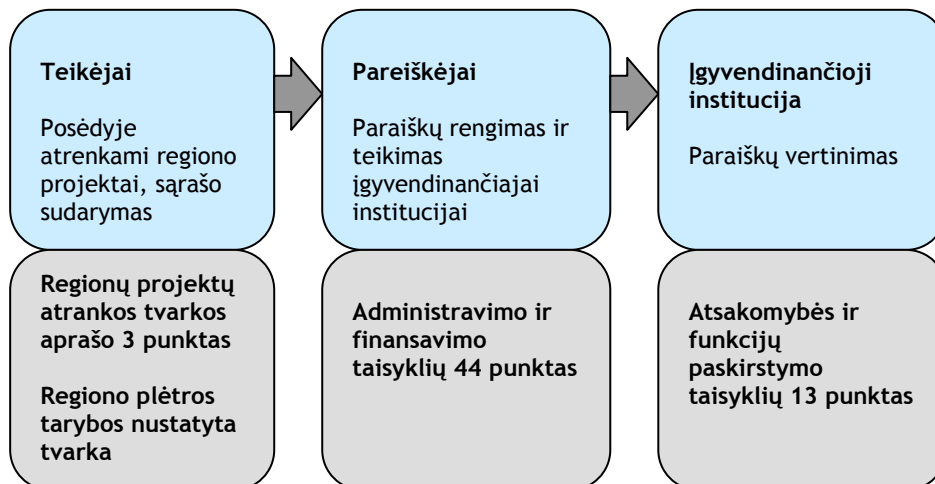 Teikėjai
Posėdyje
atrenkami regiono
projektai, sąrašo
sudarymas
Pareiškėjai
Paraiškų rengimas ir
teikimas
įgyvendinančiajai
institucijai
Įgyvendinančioji
institucija
Paraiškų vertinimas
Regionų projektų
atrankos tvarkos
aprašo 3 punktas
Regiono plėtros
tarybos nustatyta
tvarka
Administravimo ir
finansavimo
taisyklių 44 punktas
Atsakomybės ir
funkcijų
paskirstymo
taisyklių 13 punktas